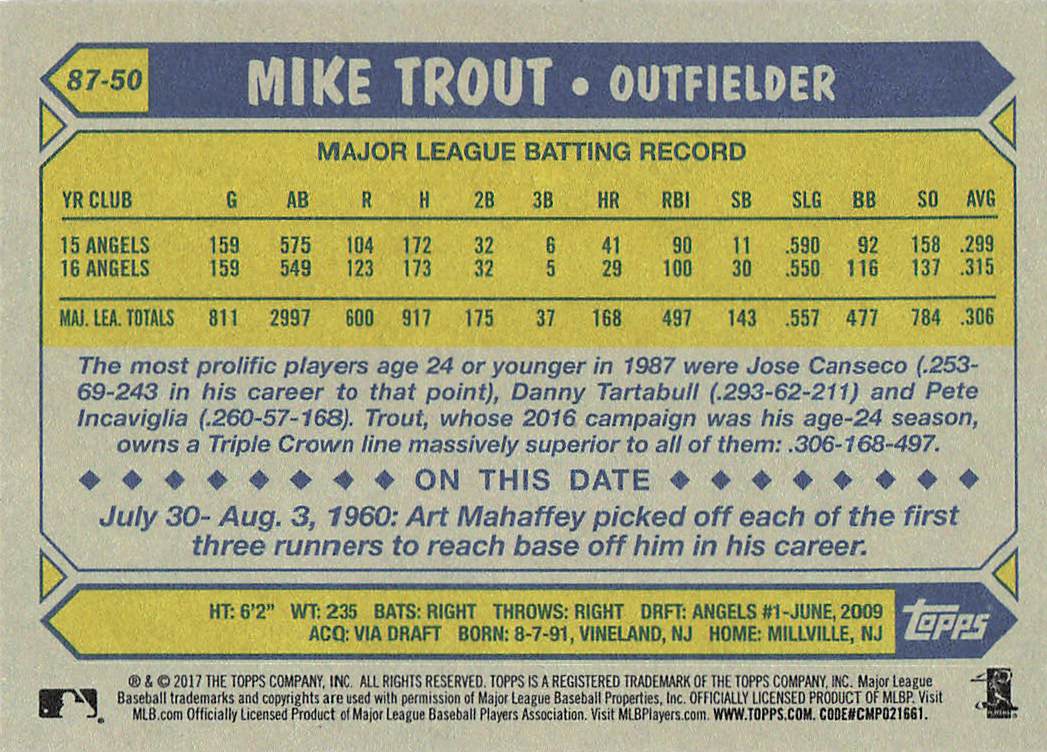 87-50 MIKE TROUT • OUTFIELDER
MAJOR LEAGUE BATTING RECORD
YR CLUB G AB R H 2B 3B HR RBI SB SLG BB SO AVG
15 ANGELS 159 575 104 172 32 6 41 90 11 .590 92 158 .299
16 ANGELS 159 549 123 173 32 5 29 100 30 .550 116 137 .315
MAJ. LEA. TOTALS 811 2997 600 917 175 37 168 497 143 .557 477 784 .306
The most prolific players age 24 or younger in 1987 were Jose Canseco (.253-
69-243 in his career to that point), Danny Tartabull (.293-62-211) and Pete
Incaviglia (.260-57-168). Trout, whose 2016 campaign was his age-24 season,
owns a Triple Crown line massively superior to all of them: .306-168-497.
ON THIS DATE
July 30- Aug. 3, 1960: Art Mahaffey picked off each of the first
three runners to reach base off him in his career.
HT: 6'2" WT: 235 BATS: RIGHT THROWS: RIGHT DRFT: ANGELS #1-JUNE, 2009
ACQ: VIA DRAFT BORN: 8-7-91, VINELAND, NJ HOME: MILLVILLE, NJ
Topps
® & © 2017 THE TOPPS COMPANY, INC. ALL RIGHTS RESERVED. TOPPS IS A REGISTERED TRADEMARK OF THE TOPPS COMPANY, INC. Major League
Baseball trademarks and copyrights are used with permission of Major League Baseball Properties, Inc. OFFICIALLY LICENSED PRODUCT OF MLBP. Visit
MLB.com Officially Licensed Product of Major League Baseball Players Association. Visit MLBPlayers.com. WWW.TOPPS.COM. CODE#CMP021661.